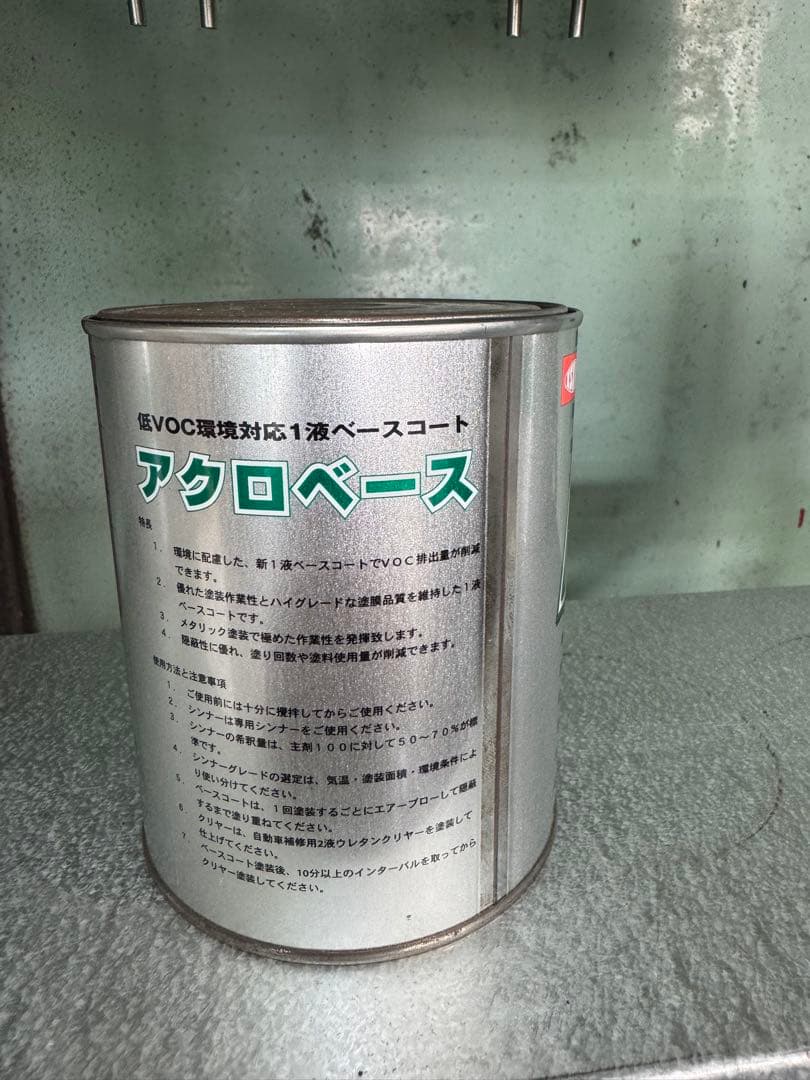 低VOC環境対応1液ベースコート
アクロベース
特長
1. 環境に配慮した、新1液ベースコートでVOC排出量が削減
できます。
2. 優れた塗装作業性とハイグレードな塗膜品質を維持した1液
ベースコートです。
3. メタリック塗装で極めた作業性を発揮致します。
4. 隠蔽性に優れ、塗り回数や塗料使用量が削減できます。
使用方法と注意事項
1. ご使用前には十分に攪拌してからご使用ください。
2. シンナーは専用シンナーをご使用ください。
3. シンナーの希釈量は、主剤100に対して50〜70%が標
準です。
4. シンナーグレードの選定は、気温・塗装面積・環境条件によ
り使い分けてください。
5. ベースコートは、1回塗装するごとにエアーブローして隠蔽
するまで塗り重ねてください。
6. クリヤーは、自動車補修用2液ウレタンクリヤーを塗装して
仕上げてください。
7. ベースコート塗装後、10分以上のインターバルを取ってから
クリヤー塗装してください。